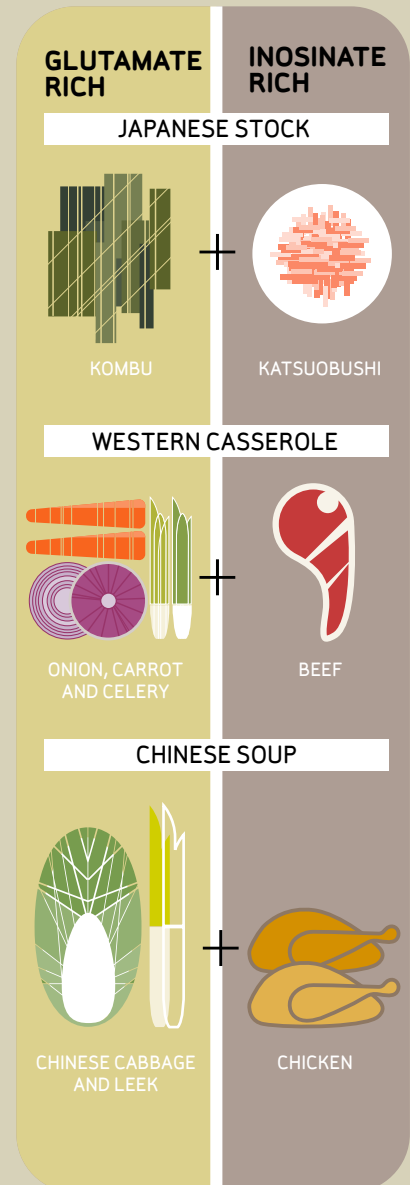 GLUTAMATE
RICH
INOSINATE
RICH
JAPANESE STOCK
KOMBU
KATSUOBUSHI
WESTERN CASSEROLE
ONION, CARROT
AND CELERY
BEEF
CHINESE SOUP
CHINESE CABBAGE
AND LEEK
CHICKEN